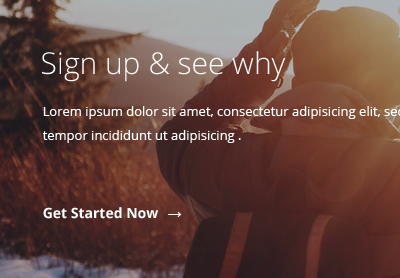 Sign up & see why
Lorem ipsum dolor sit amet, consectetur adipisicing elit, sed
tempor incididunt ut adipisicing .
Get Started Now →